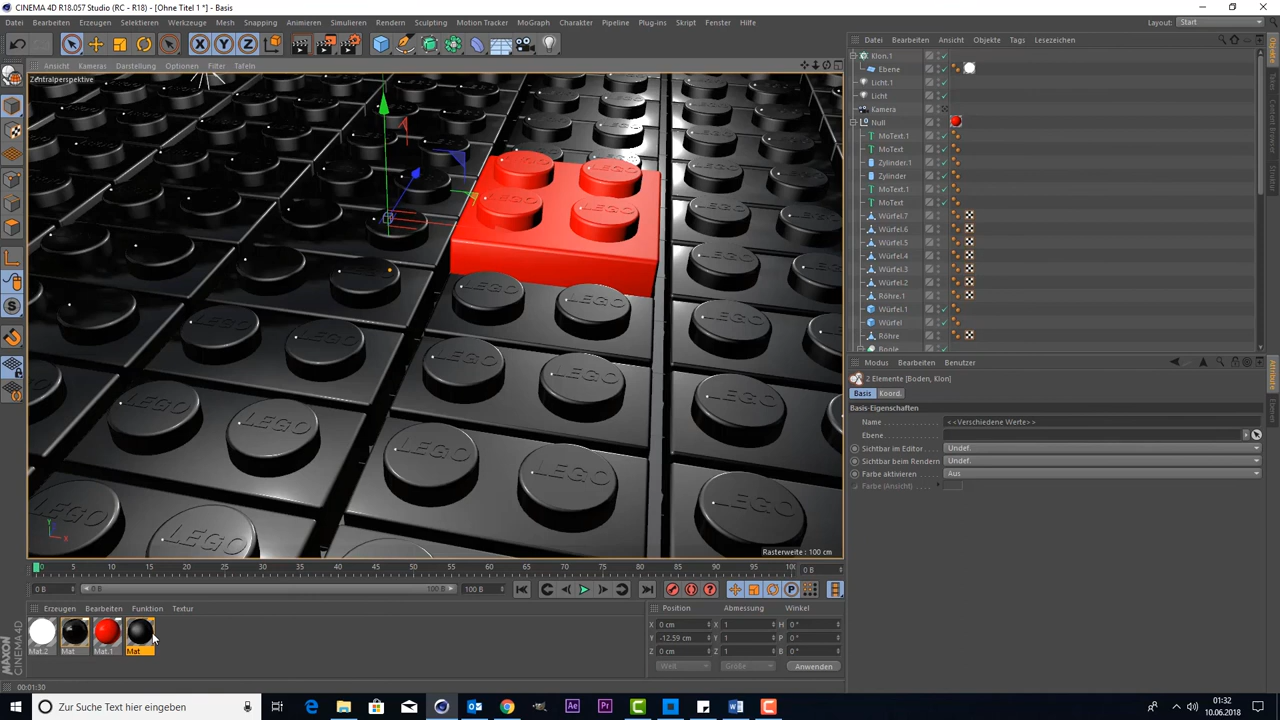 CINEMA 4D R18.057 Studio (RC - R18) - [Ohne Titel 1 *] - Basis
Datei Bearbeiten Erzeugen Selektieren Werkzeuge Mesh Snapping Animieren Simulieren Rendern Sculpting Motion Tracker MoGraph Charakter Pipeline Plug-ins Skript Fenster Hilfe
Layout: Start
X Y Z
Datei Bearbeiten Ansicht Objekte Tags Lesezeichen
Ansicht Kameras Darstellung Optionen Filter Tafeln
Zentralperspektive
Klon.1
Ebene
Licht.1
Licht
Kamera
Null
MoText.1
MoText
Zylinder.1
Zylinder
MoText.1
MoText
Würfel.7
Würfel.6
Würfel.5
Würfel.4
Würfel.3
Würfel.2
Röhre.1
Würfel.1
Würfel
Röhre
Boole
LEGO
Rasterweite : 100 cm
Modus Bearbeiten Benutzer
2 Elemente [Boden, Klon]
Basis Koord.
Basis-Eigenschaften
Name <<Verschiedene Werte>>
Ebene
Sichtbar im Editor Undef.
Sichtbar beim Rendern Undef.
Farbe aktivieren Aus
Farbe (Ansicht)
0 5 10 15 20 25 30 35 40 45 50 55 60 65 70 75 80 85 90 95 100 0 B
0 B 0 B 100 B 100 B
Erzeugen Bearbeiten Funktion Textur
Mat.2 Mat Mat.1 Mat
Position Abmessung Winkel
X 0 cm X 1 H 0 °
Y -12.59 cm Y 1 P 0 °
Z 0 cm Z 1 B 0 °
Welt Größe Anwenden
MAXON CINEMA4D
00:01:30
Zur Suche Text hier eingeben
01:32
10.06.2018